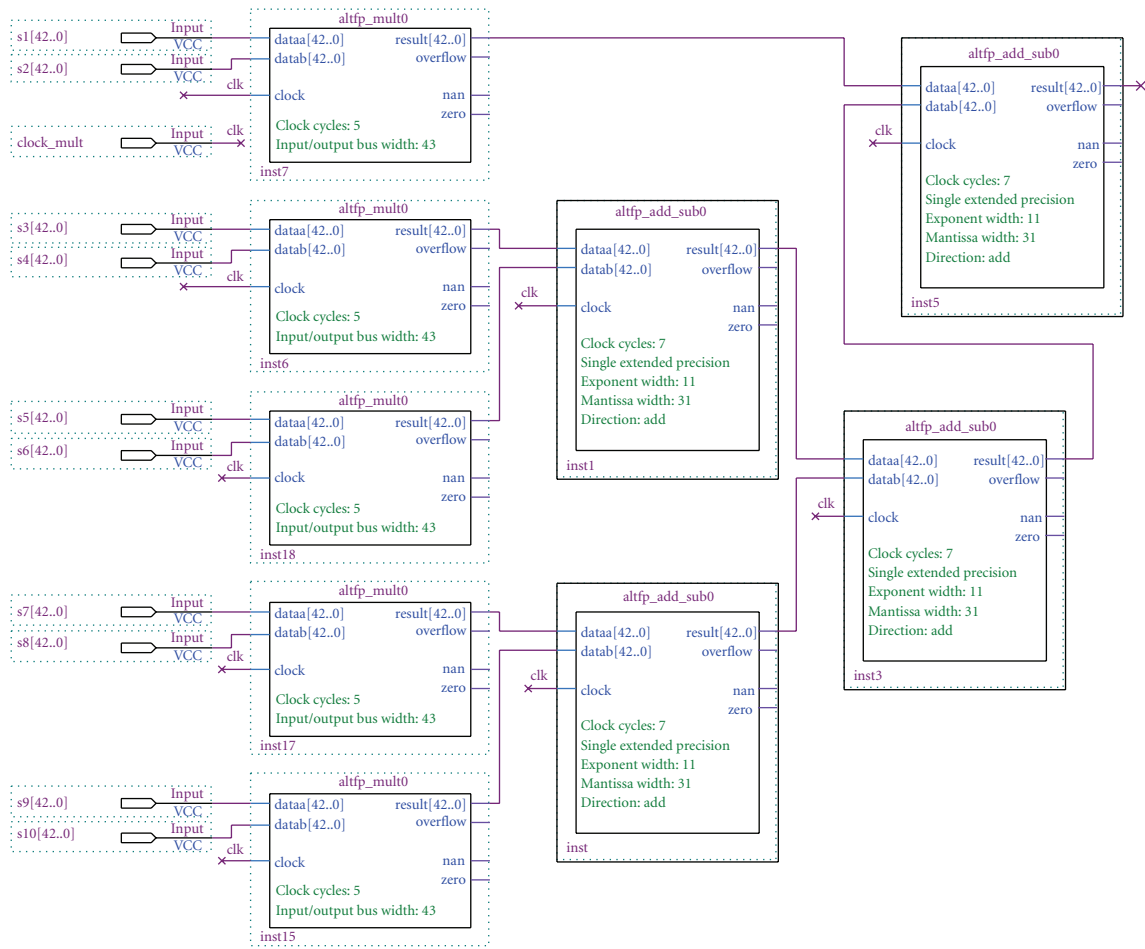 altfp_mult0
s1[42..0]
Input
VCC
s2[42..0]
Input
VCC
clk
dataa[42..0]
result[42..0]
datab[42..0]
overflow
clock
nan
zero
clock_mult
Input
VCC
clk
Clock cycles: 5
Input/output bus width: 43
inst7
altfp_add_sub0
dataa[42..0]
result[42..0]
datab[42..0]
overflow
clk
clock
nan
zero
Clock cycles: 7
Single extended precision
Exponent width: 11
Mantissa width: 31
Direction: add
inst5
altfp_mult0
s3[42..0]
Input
VCC
s4[42..0]
Input
VCC
clk
dataa[42..0]
result[42..0]
datab[42..0]
overflow
clock
nan
zero
Clock cycles: 5
Input/output bus width: 43
inst6
altfp_add_sub0
dataa[42..0]
result[42..0]
datab[42..0]
overflow
clk
clock
nan
zero
Clock cycles: 7
Single extended precision
Exponent width: 11
Mantissa width: 31
Direction: add
inst1
altfp_mult0
s5[42..0]
Input
VCC
s6[42..0]
Input
VCC
clk
dataa[42..0]
result[42..0]
datab[42..0]
overflow
clock
nan
zero
Clock cycles: 5
Input/output bus width: 43
inst18
altfp_add_sub0
dataa[42..0]
result[42..0]
datab[42..0]
overflow
clk
clock
nan
zero
Clock cycles: 7
Single extended precision
Exponent width: 11
Mantissa width: 31
Direction: add
inst3
altfp_mult0
s7[42..0]
Input
VCC
s8[42..0]
Input
VCC
clk
dataa[42..0]
result[42..0]
datab[42..0]
overflow
clock
nan
zero
Clock cycles: 5
Input/output bus width: 43
inst17
altfp_add_sub0
dataa[42..0]
result[42..0]
datab[42..0]
overflow
clk
clock
nan
zero
Clock cycles: 7
Single extended precision
Exponent width: 11
Mantissa width: 31
Direction: add
inst
altfp_mult0
s9[42..0]
Input
VCC
s10[42..0]
Input
VCC
clk
dataa[42..0]
result[42..0]
datab[42..0]
overflow
clock
nan
zero
Clock cycles: 5
Input/output bus width: 43
inst15